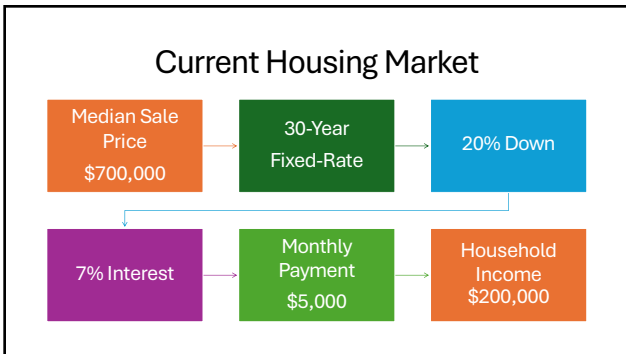 Current Housing Market
Median Sale
Price
$700,000
30-Year
Fixed-Rate
20% Down
7% Interest
Monthly
Payment
$5,000
Household
Income
$200,000